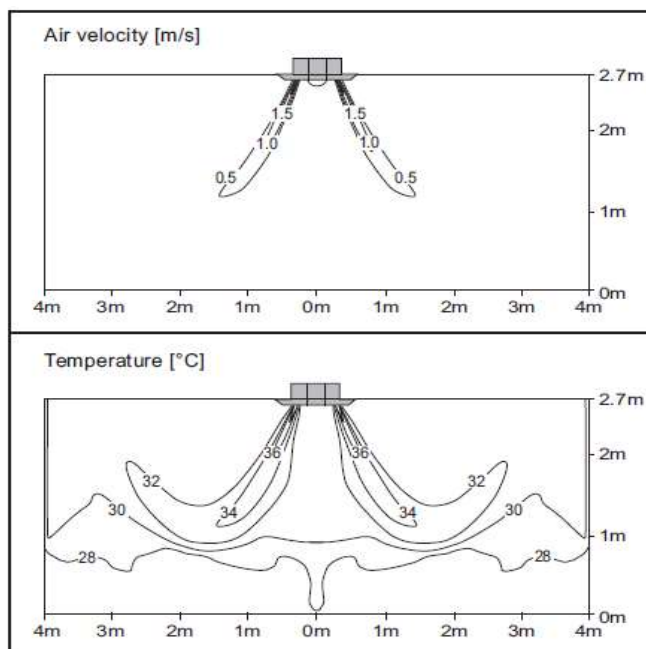 Air velocity [m/s]
2.7m
1.5 1.5
2m
1.0 1.0
0.5 0.5
1m
0m
4m 3m 2m 1m 0m 1m 2m 3m 4m
Temperature [°C]
2.7m
36 36
2m
32 32
30 34 34 30
1m
28 28
0m
4m 3m 2m 1m 0m 1m 2m 3m 4m